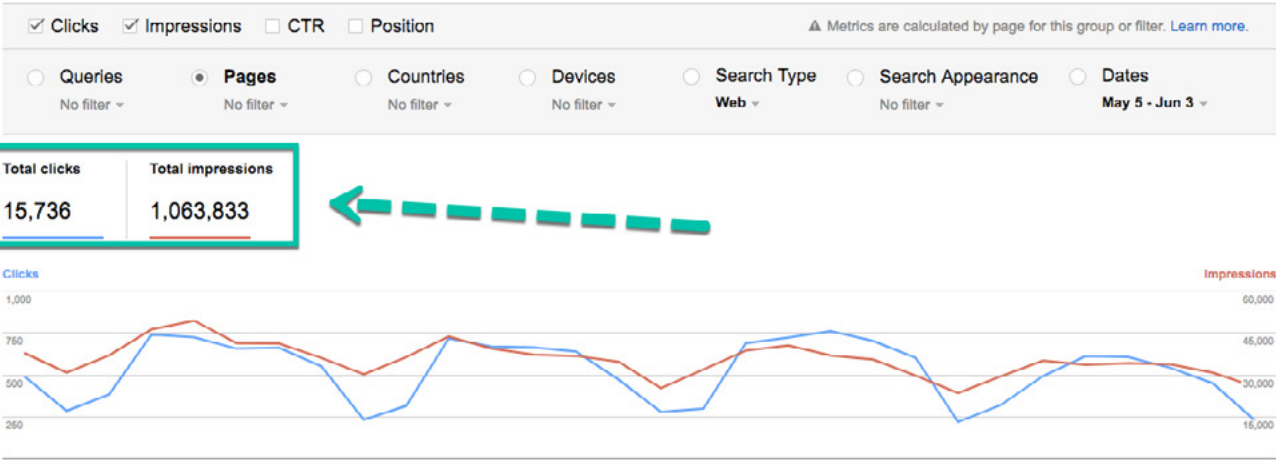 Clicks Impressions CTR Position Metrics are calculated by page for this group or filter. Learn more.
Queries Pages Countries Devices Search Type Search Appearance Dates
No filter No filter No filter No filter Web No filter May 5 - Jun 3
Total clicks Total impressions
15,736 1,063,833
Clicks Impressions
1,000 60,000
750 45,000
500 30,000
250 15,000